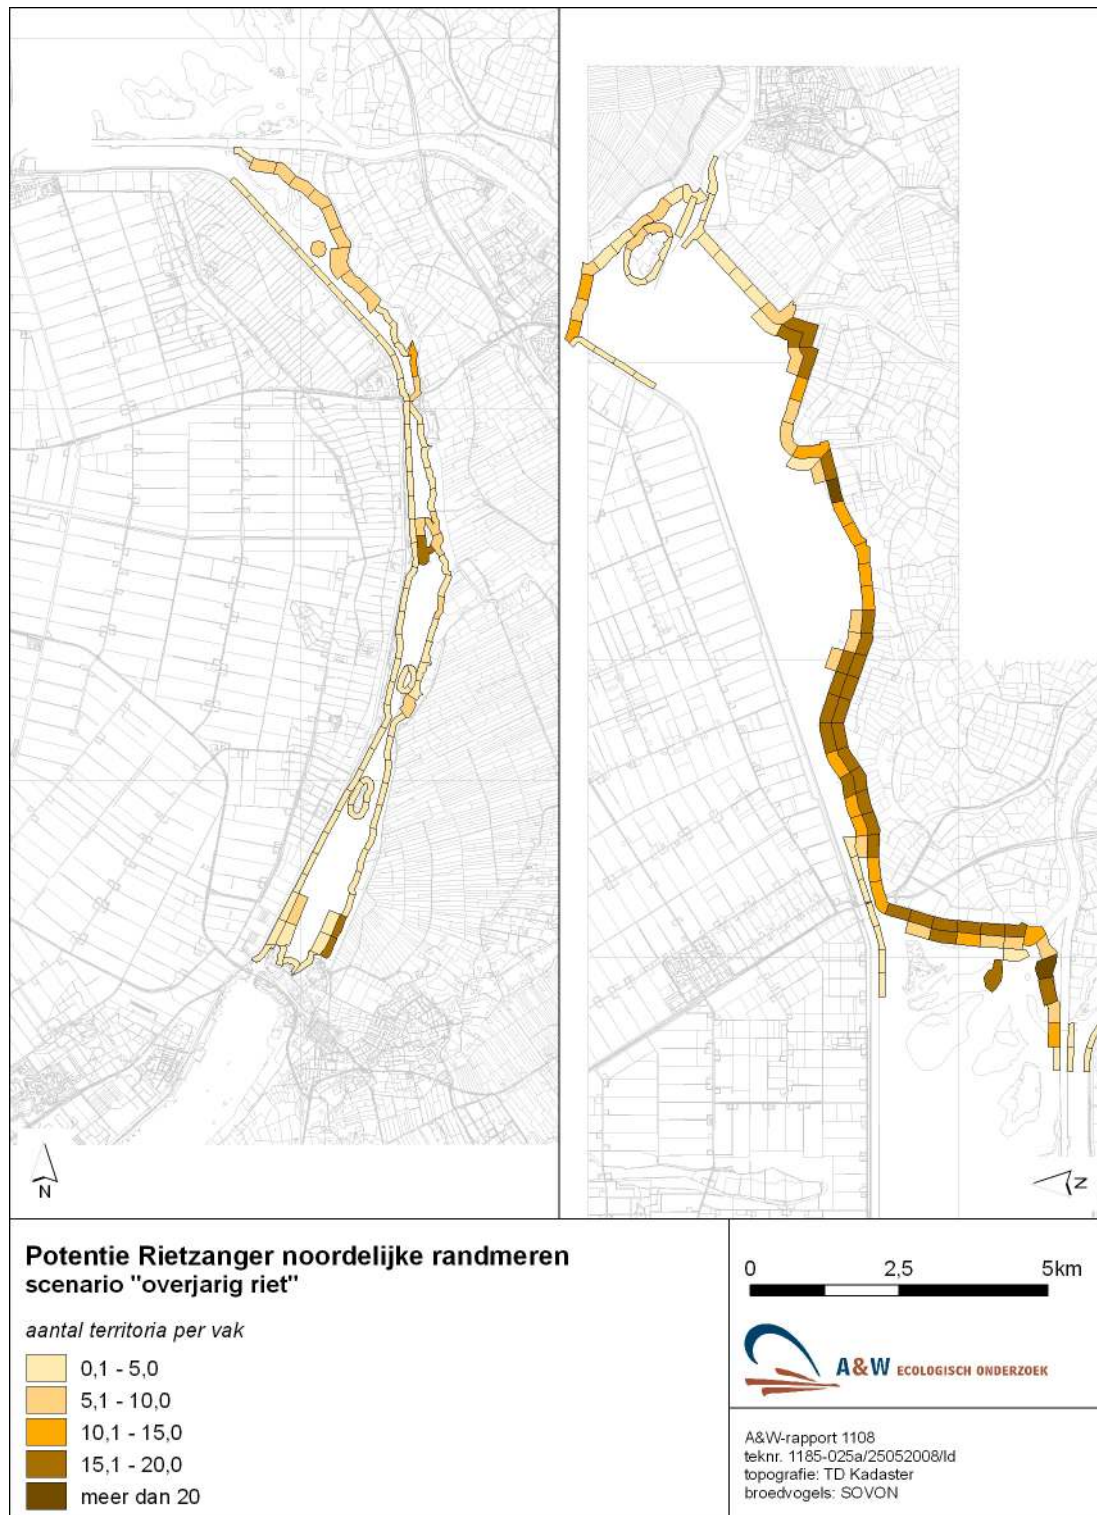 N
N
Potentie Rietzanger noordelijke randmeren
scenario "overjarig riet"
aantal territoria per vak
0,1 - 5,0
5,1 - 10,0
10,1 - 15,0
15,1 - 20,0
meer dan 20
0 2,5 5km
A&W ECOLOGISCH ONDERZOEK
A&W-rapport 1108
teknr. 1185-025a/25052008/ld
topografie: TD Kadaster
broedvogels: SOVON